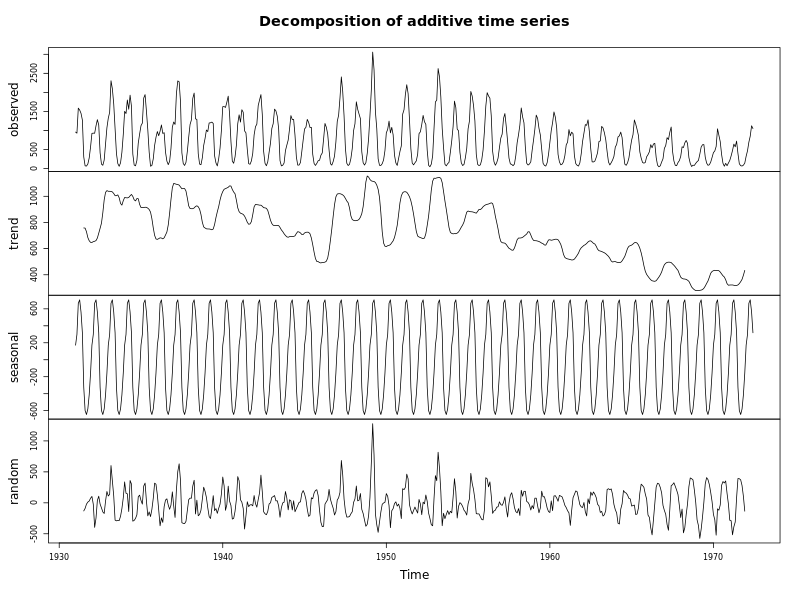 Decomposition of additive time series
observed
0 500 1500 2500
trend
400 600 800 1000
seasonal
-600 -200 200 600
random
-500 0 500 1000
1930 1940 1950 1960 1970
Time